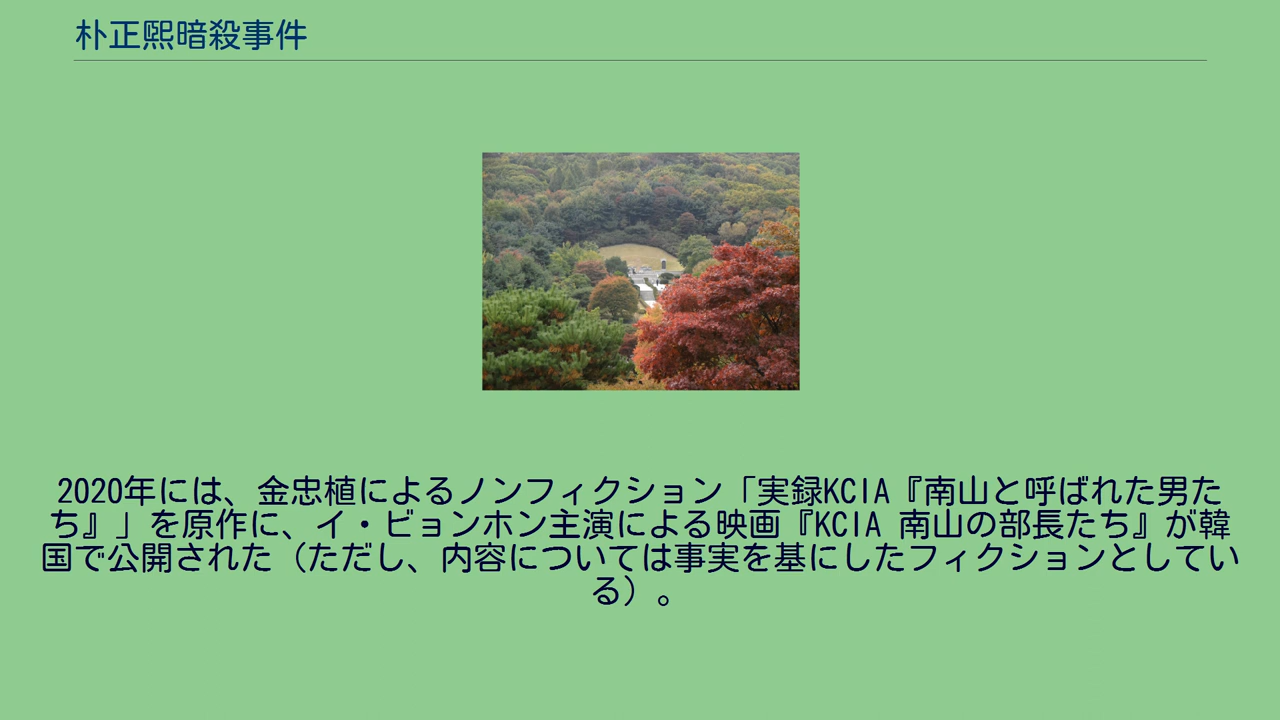 朴正煕暗殺事件
2020年には、金忠植によるノンフィクション「実録KCIA『南山と呼ばれた男た
ち』」を原作に、イ・ビョンホン主演による映画『KCIA 南山の部長たち』が韓
国で公開された（ただし、内容については事実を基にしたフィクションとしてい
る）。